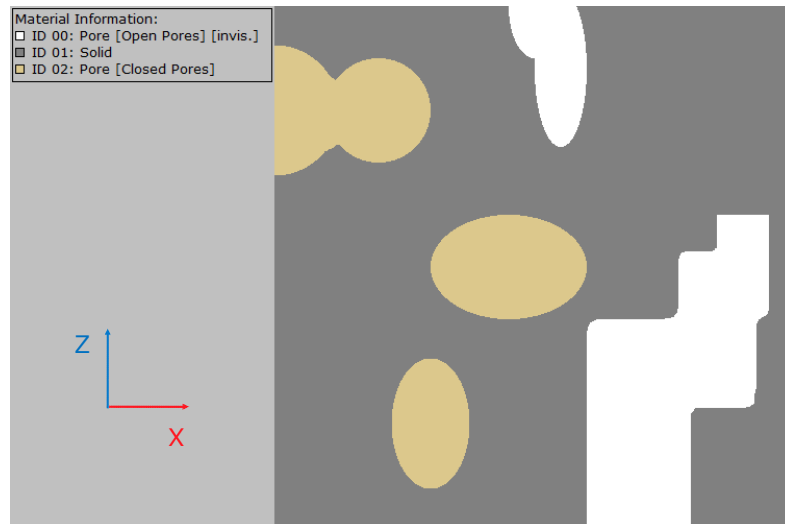 Material Information:
ID 00: Pore [Open Pores] [invis.]
ID 01: Solid
ID 02: Pore [Closed Pores]
Z
X